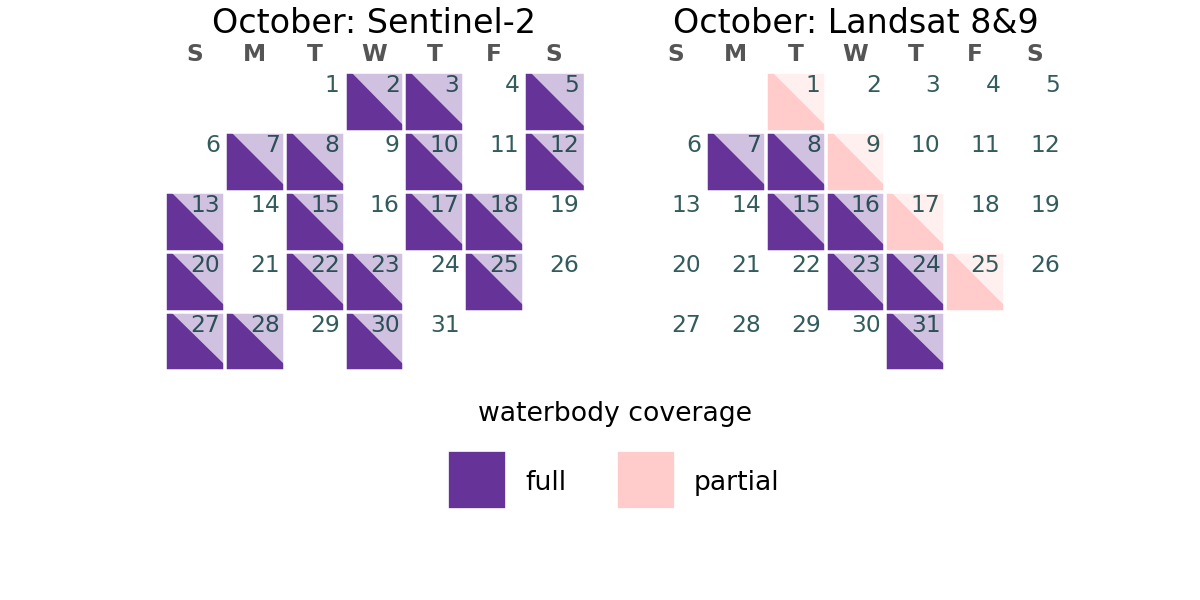 October: Sentinel-2
S M T W T F S
1 2 3 4 5
6 7 8 9 10 11 12
13 14 15 16 17 18 19
20 21 22 23 24 25 26
27 28 29 30 31
October: Landsat 8&9
S M T W T F S
1 2 3 4 5
6 7 8 9 10 11 12
13 14 15 16 17 18 19
20 21 22 23 24 25 26
27 28 29 30 31
waterbody coverage
full partial